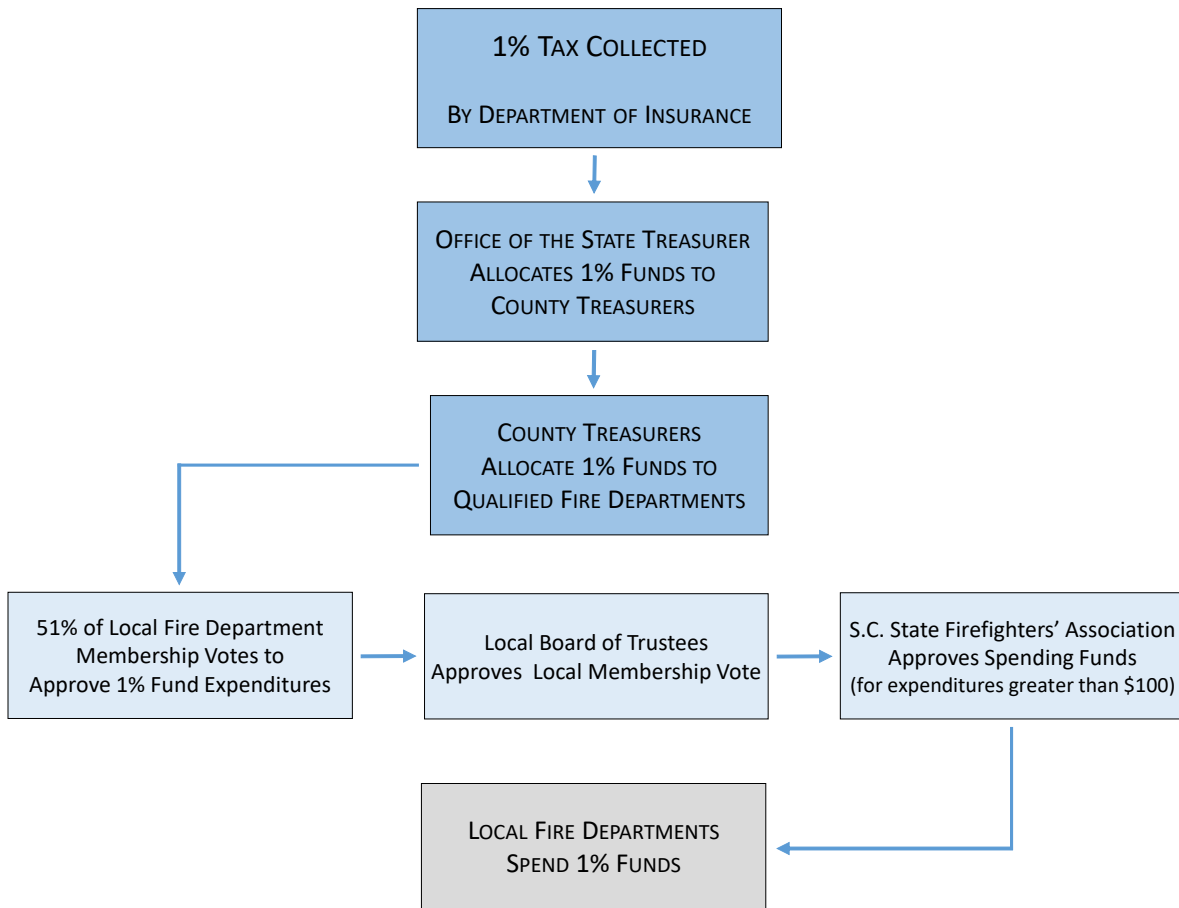 1% TAX COLLECTED
BY DEPARTMENT OF INSURANCE
OFFICE OF THE STATE TREASURER
ALLOCATES 1% FUNDS TO
COUNTY TREASURERS
COUNTY TREASURERS
ALLOCATE 1% FUNDS TO
QUALIFIED FIRE DEPARTMENTS
51% of Local Fire Department
Membership Votes to
Approve 1% Fund Expenditures
Local Board of Trustees
Approves Local Membership Vote
S.C. State Firefighters’ Association
Approves Spending Funds
(for expenditures greater than $100)
LOCAL FIRE DEPARTMENTS
SPEND 1% FUNDS